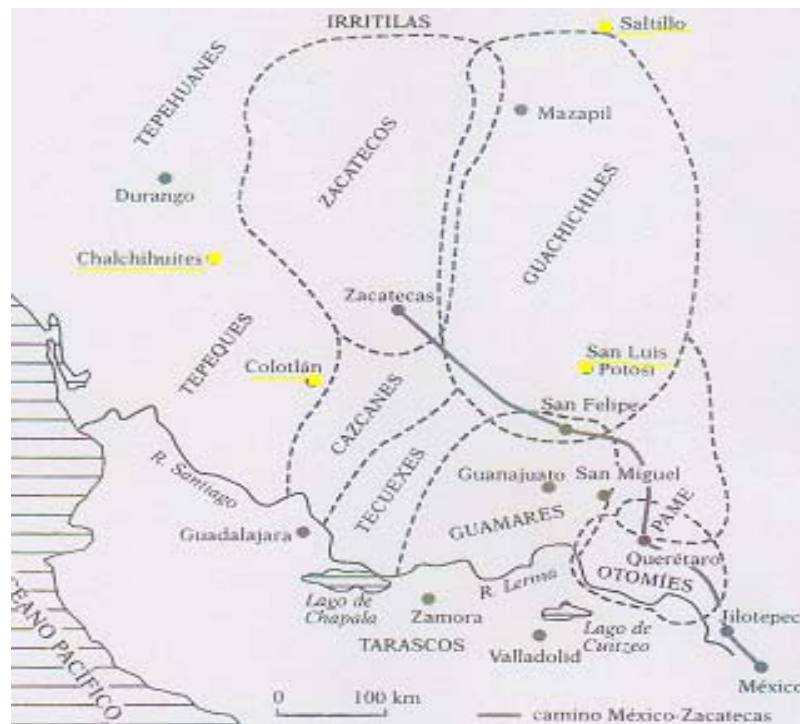 IRRITILAS
Saltillo
TEPEHUANES
Mazapil
ZACATECOS
Durango
GUACHICHILES
Chalchihuites
Zacatecas
TEPEQUES
Colotlán
San Luis
Potosí
CAZCANES
San Felipe
R. Santiago
TECUEXES
Guanajuato
San Miguel
GUAMARES
PAME
Guadalajara
Querétaro
OTOMÍES
R. Lerma
Lago de
Chapala
Zamora
Lago de
Cuitzeo
Jilotepec
TARASCOS
Valladolid
México
OCEANO PACÍFICO
0 100 km
camino México-Zacatecas